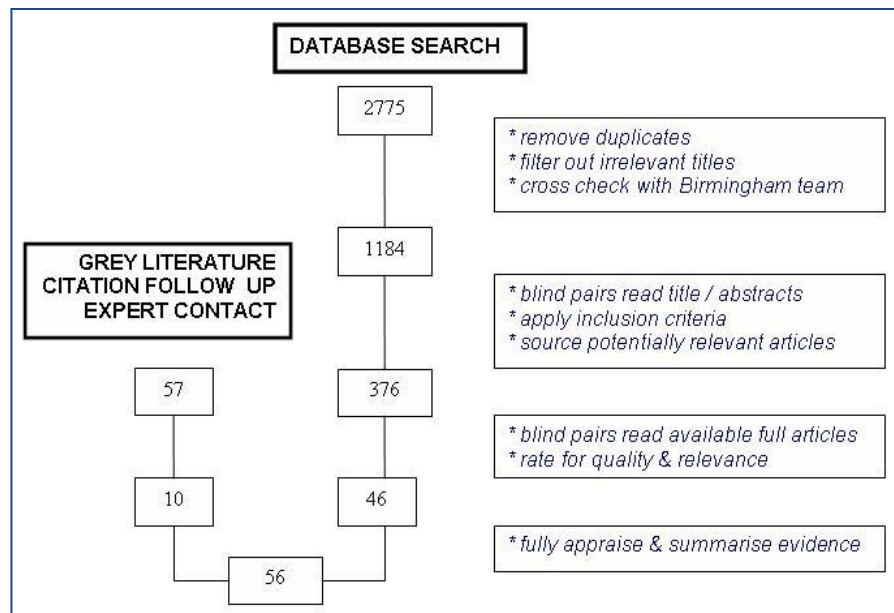 DATABASE SEARCH
2775
* remove duplicates
* filter out irrelevant titles
* cross check with Birmingham team
1184
GREY LITERATURE
CITATION FOLLOW UP
EXPERT CONTACT
* blind pairs read title / abstracts
* apply inclusion criteria
* source potentially relevant articles
57
376
* blind pairs read available full articles
* rate for quality & relevance
10
46
* fully appraise & summarise evidence
56